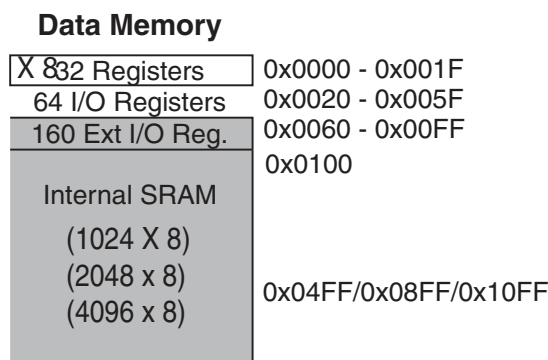 Data Memory
X 832 Registers 0x0000 - 0x001F
64 I/O Registers 0x0020 - 0x005F
160 Ext I/O Reg. 0x0060 - 0x00FF
0x0100
Internal SRAM
(1024 X 8)
(2048 x 8)
0x04FF/0x08FF/0x10FF
(4096 x 8)